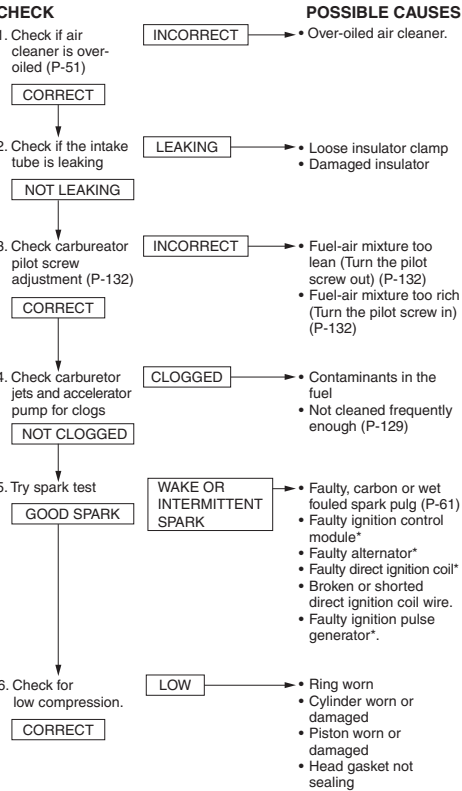 CHECK POSSIBLE CAUSES
1. Check if air
cleaner is over-
oiled (P-51)
INCORRECT
• Over-oiled air cleaner.
CORRECT
2. Check if the intake
tube is leaking
LEAKING
• Loose insulator clamp
• Damaged insulator
NOT LEAKING
3. Check carbureator
pilot screw
adjustment (P-132)
INCORRECT
• Fuel-air mixture too
lean (Turn the pilot
screw out) (P-132)
• Fuel-air mixture too rich
(Turn the pilot screw in)
(P-132)
CORRECT
4. Check carburetor
jets and accelerator
pump for clogs
CLOGGED
• Contaminants in the
fuel
• Not cleaned frequently
enough (P-129)
NOT CLOGGED
5. Try spark test
WAKE OR
INTERMITTENT
SPARK
• Faulty, carbon or wet
fouled spark pulg (P-61)
• Faulty ignition control
module*
• Faulty alternator*
• Faulty direct ignition coil*
• Broken or shorted
direct ignition coil wire.
• Faulty ignition pulse
generator*.
GOOD SPARK
6. Check for
low compression.
LOW
• Ring worn
• Cylinder worn or
damaged
• Piston worn or
damaged
• Head gasket not
sealing
CORRECT